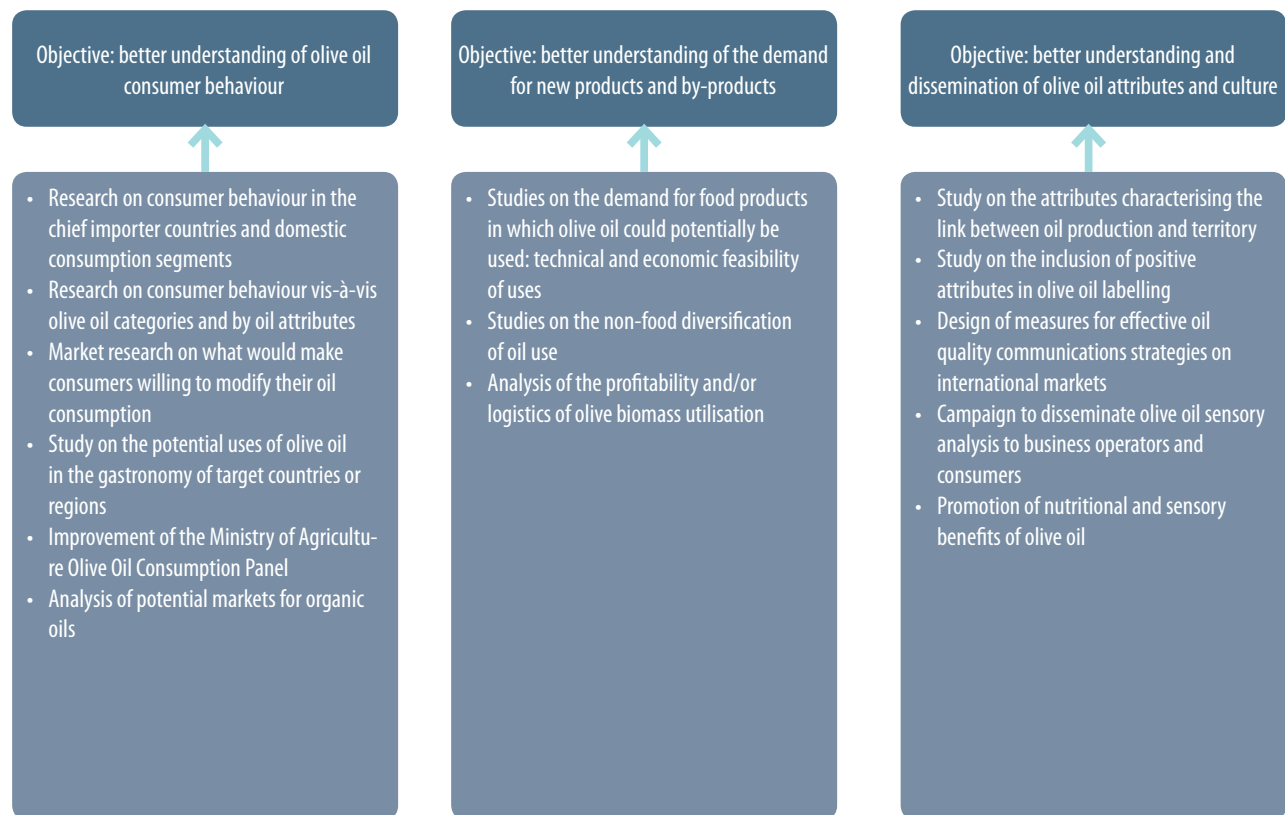 Objective: better understanding of olive oil
consumer behaviour
• Research on consumer behaviour in the
chief importer countries and domestic
consumption segments
• Research on consumer behaviour vis-à-vis
olive oil categories and by oil attributes
• Market research on what would make
consumers willing to modify their oil
consumption
• Study on the potential uses of olive oil
in the gastronomy of target countries or
regions
• Improvement of the Ministry of Agricultu-
re Olive Oil Consumption Panel
• Analysis of potential markets for organic
oils
Objective: better understanding of the demand
for new products and by-products
• Studies on the demand for food products
in which olive oil could potentially be
used: technical and economic feasibility
of uses
• Studies on the non-food diversification
of oil use
• Analysis of the profitability and/or
logistics of olive biomass utilisation
Objective: better understanding and
dissemination of olive oil attributes and culture
• Study on the attributes characterising the
link between oil production and territory
• Study on the inclusion of positive
attributes in olive oil labelling
• Design of measures for effective oil
quality communications strategies on
international markets
• Campaign to disseminate olive oil sensory
analysis to business operators and
consumers
• Promotion of nutritional and sensory
benefits of olive oil